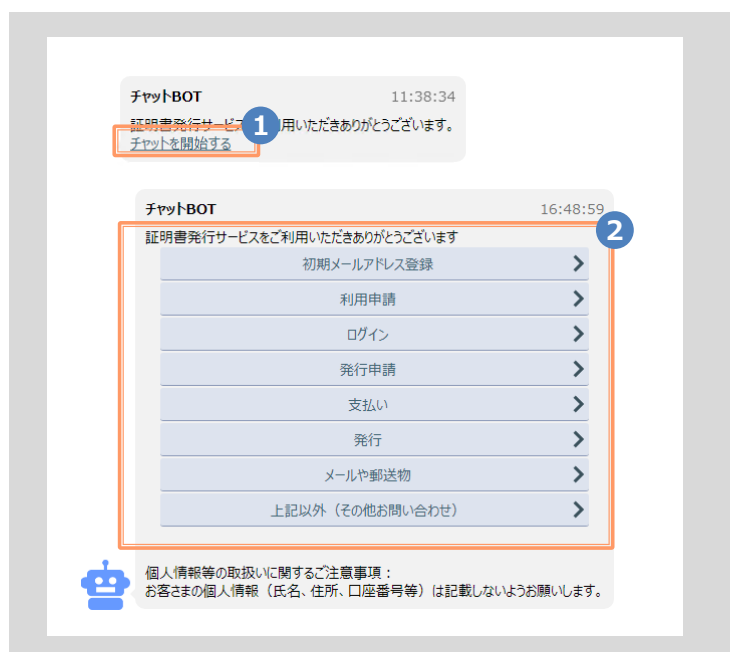 チャットBOT 11:38:34
証明書発行サービス 用いただきありがとうございます。
1
チャットを開始する
チャットBOT 16:48:59
2
証明書発行サービスをご利用いただきありがとうございます
初期メールアドレス登録
利用申請
ログイン
発行申請
支払い
発行
メールや郵送物
上記以外（その他お問い合わせ）
個人情報等の取扱いに関するご注意事項：
お客さまの個人情報（氏名、住所、口座番号等）は記載しないようお願いします。